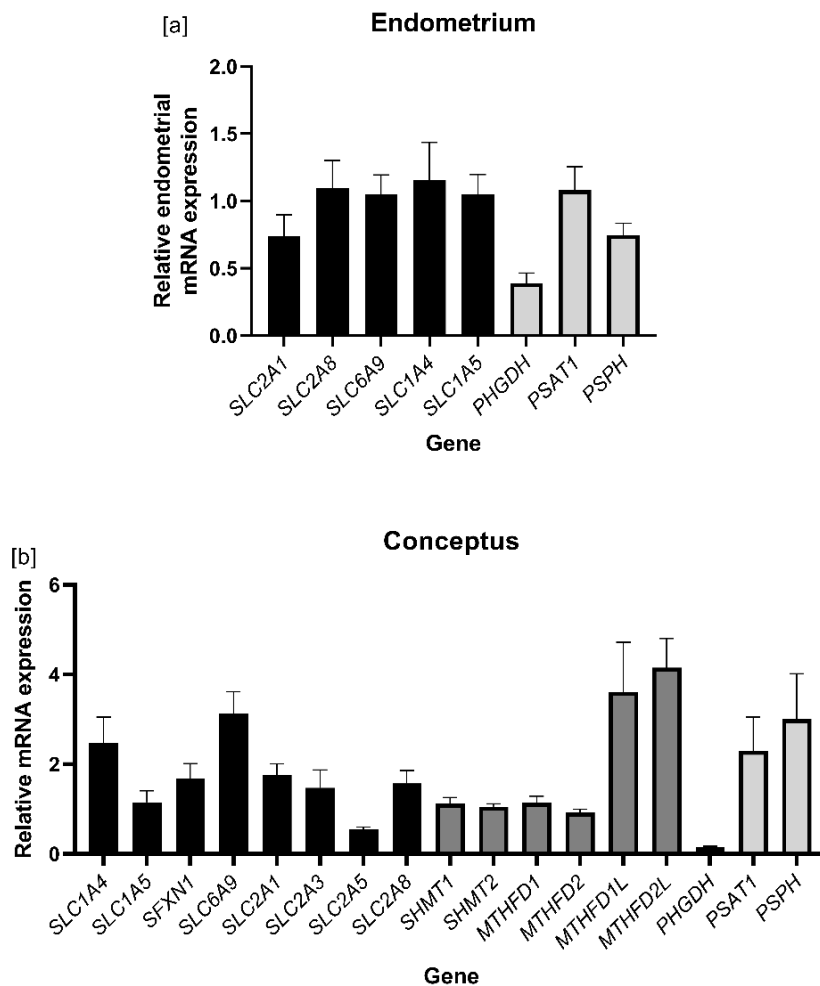 [a]
Endometrium
Relative endometrial
mRNA expression
2.0
1.5
1.0
0.5
0.0
SLC2A1
SLC2A8
SLC6A9
SLC1A4
SLC1A5
PHGDH
PSAT1
PSPH
Gene
[b]
Conceptus
Relative mRNA expression
6
4
2
0
SLC1A4
SLC1A5
SFXN1
SLC6A9
SLC2A1
SLC2A3
SLC2A5
SLC2A8
SHMT1
SHMT2
MTHFD1
MTHFD2
MTHFD1L
MTHFD2L
PHGDH
PSAT1
PSPH
Gene